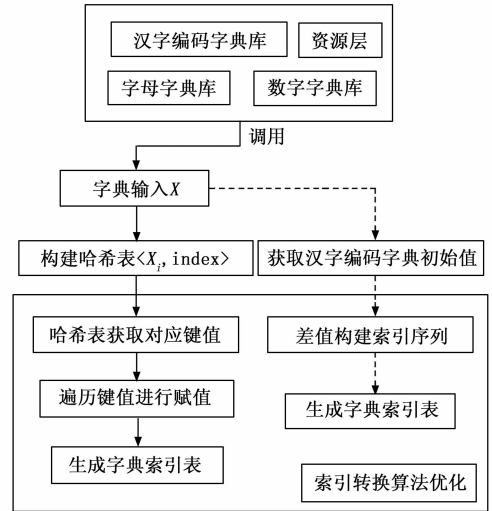 汉字编码字典库 资源层
字母字典库 数字字典库
调用
字典输入X
构建哈希表<Xi,index> 获取汉字编码字典初始值
哈希表获取对应键值 差值构建索引序列
遍历键值进行赋值 生成字典索引表
生成字典索引表
索引转换算法优化